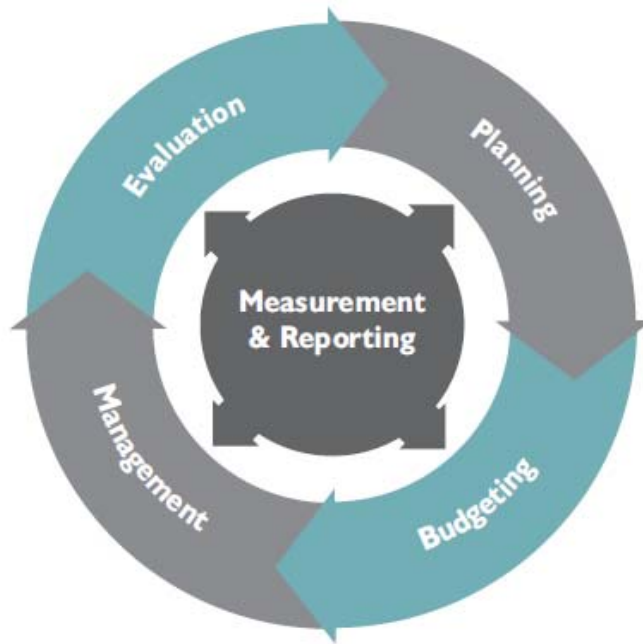 Evaluation
Planning
Measurement
& Reporting
Management
Budgeting